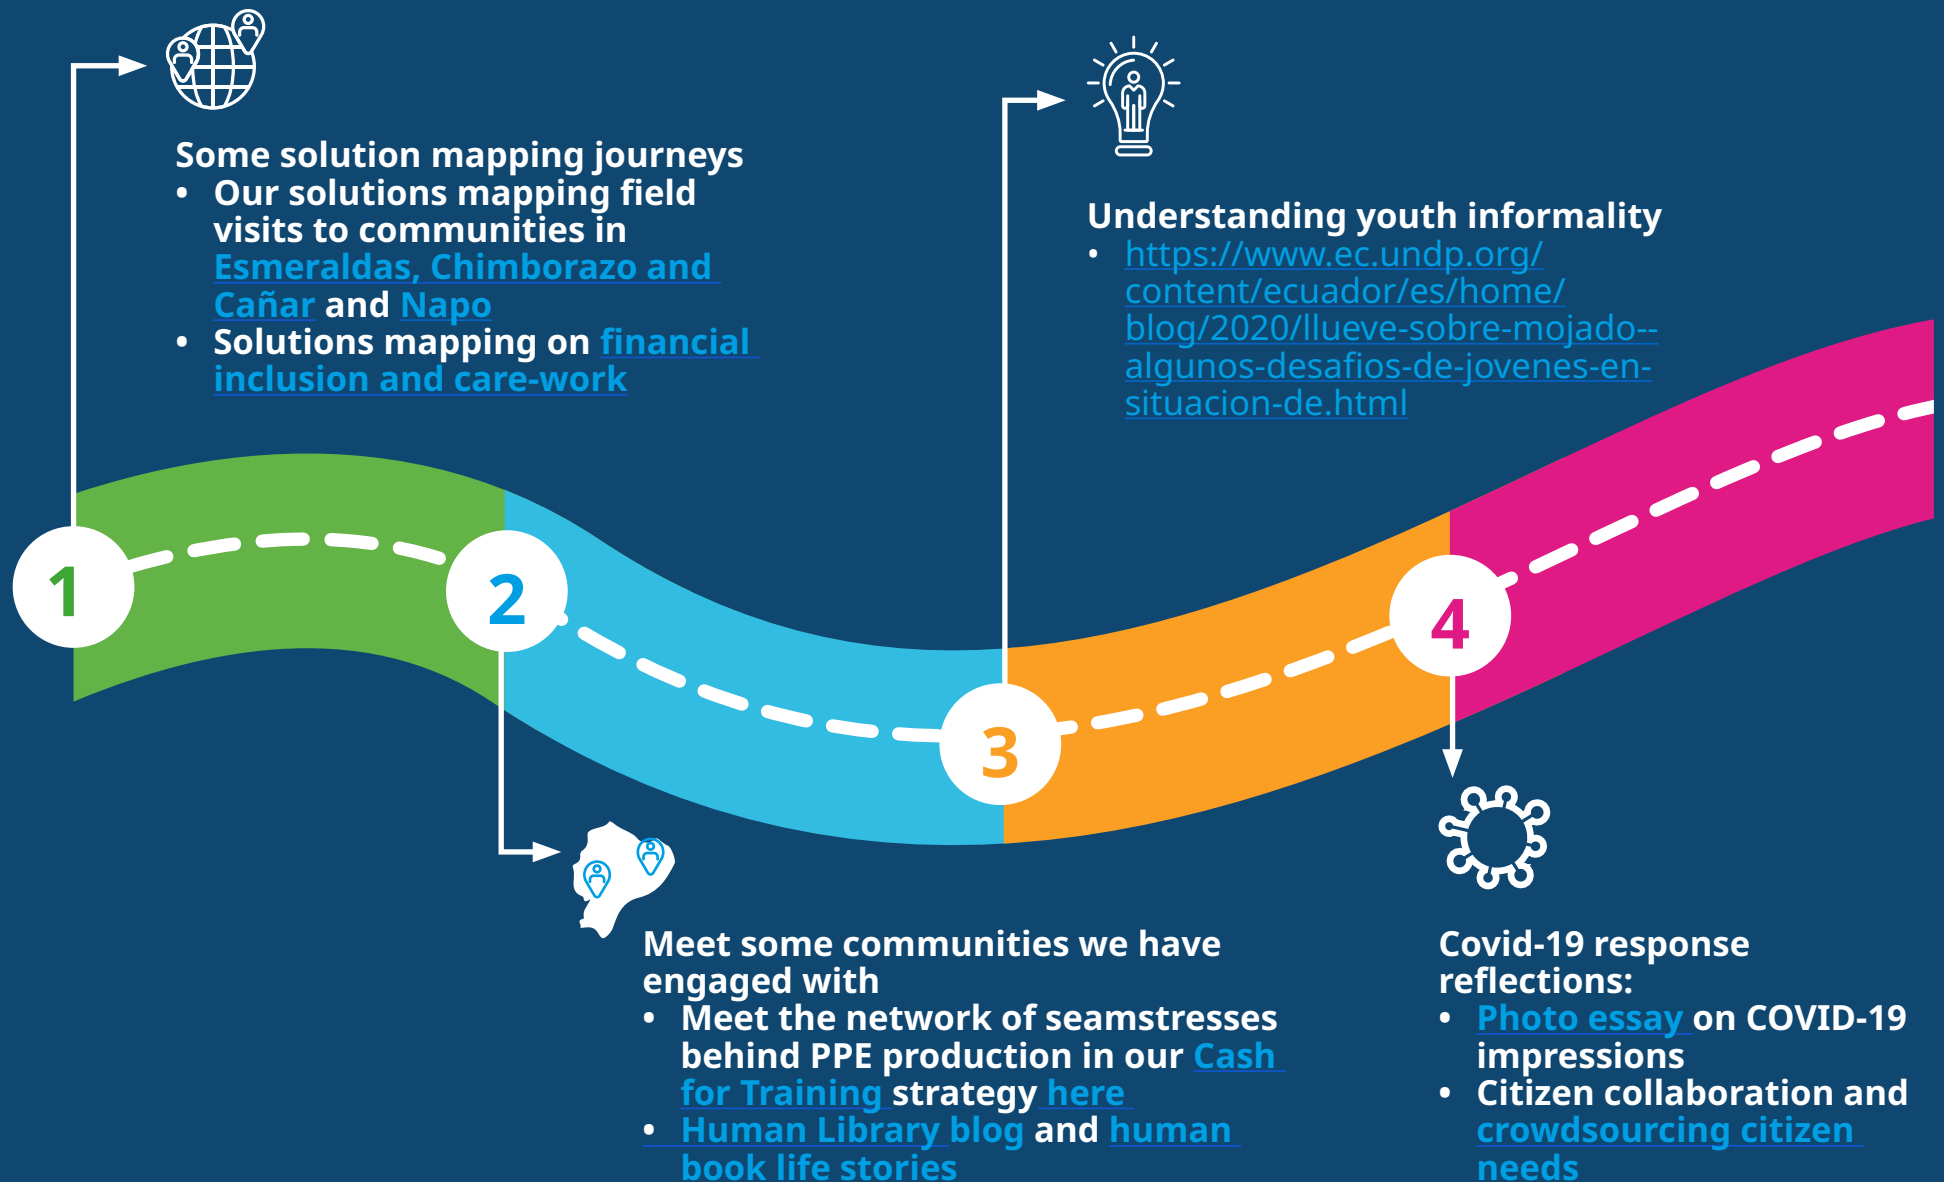 Some solution mapping journeys
• Our solutions mapping field
visits to communities in
Esmeraldas, Chimborazo and
Cañar and Napo
• Solutions mapping on financial
inclusion and care-work
Understanding youth informality
• https://www.ec.undp.org/
content/ecuador/es/home/
blog/2020/llueve-sobre-mojado--
algunos-desafios-de-jovenes-en-
situacion-de.html
1
2
3
4
Meet some communities we have
engaged with
• Meet the network of seamstresses
behind PPE production in our Cash
for Training strategy here
• Human Library blog and human
book life stories
Covid-19 response
reflections:
• Photo essay on COVID-19
impressions
• Citizen collaboration and
crowdsourcing citizen
needs